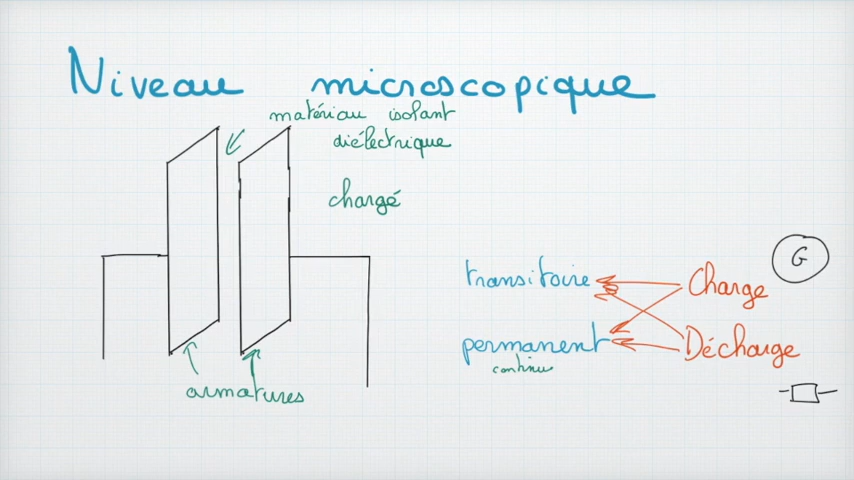 Niveau microscopique
matériau isolant
diélectrique
chargé
G
transitoire
Charge
permanent
Décharge
continu
armatures